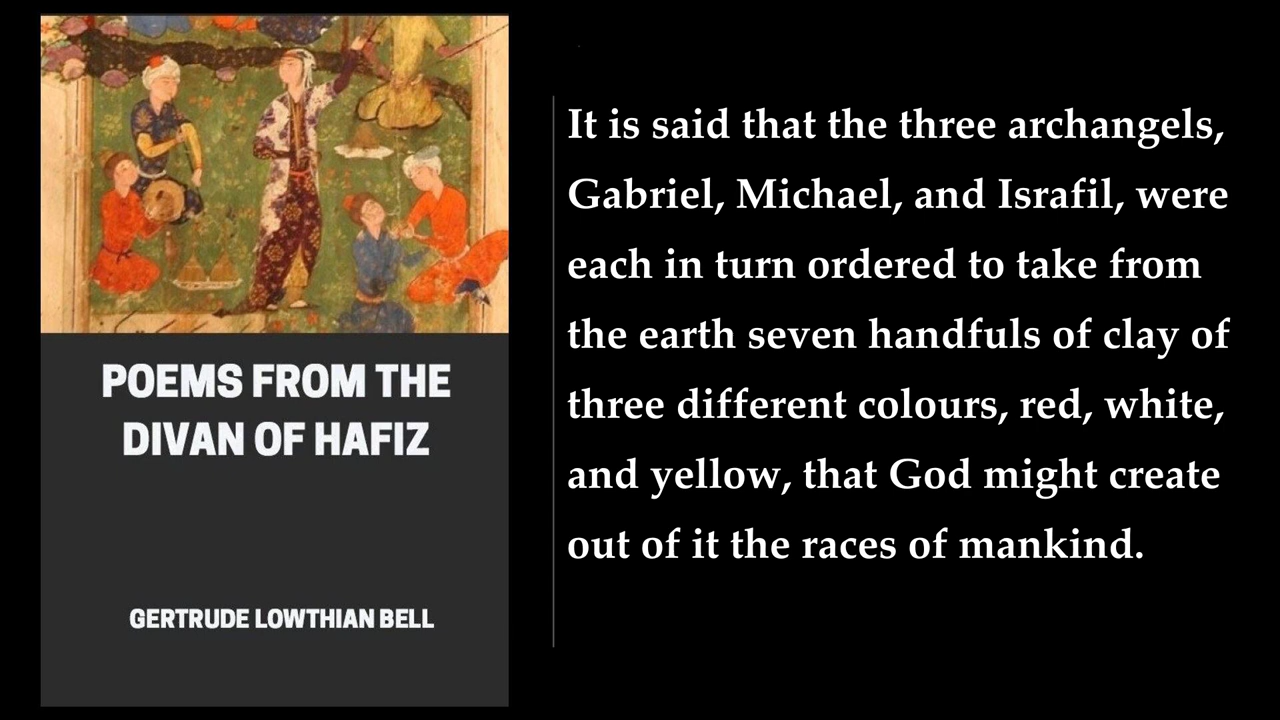 POEMS FROM THE
DIVAN OF HAFIZ
GERTRUDE LOWTHIAN BELL
It is said that the three archangels,
Gabriel, Michael, and Israfil, were
each in turn ordered to take from
the earth seven handfuls of clay of
three different colours, red, white,
and yellow, that God might create
out of it the races of mankind.